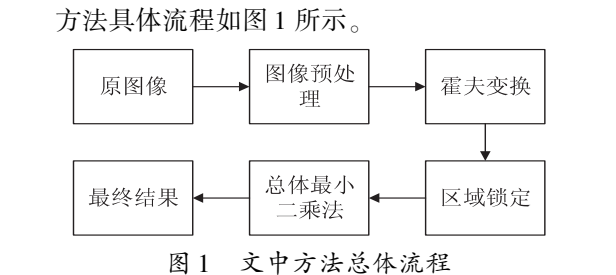 方法具体流程如图1所示。
原图像
图像预处
理
霍夫变换
最终结果
总体最小
二乘法
区域锁定
图1 文中方法总体流程